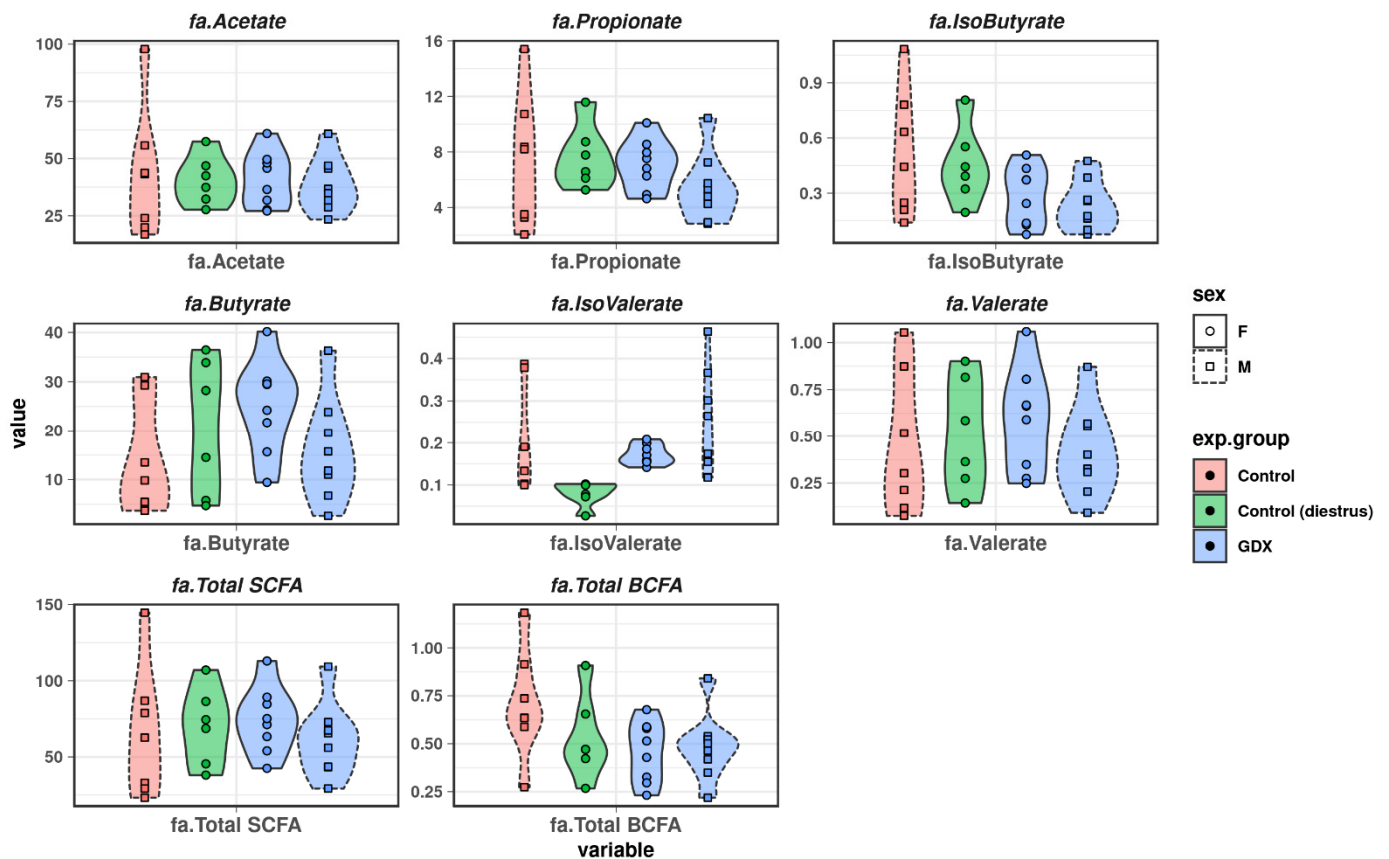 fa.Acetate
fa.Propionate
fa.IsoButyrate
100
75
50
25
16
12
8
4
0.9
0.6
0.3
fa.Acetate
fa.Propionate
fa.IsoButyrate
fa.Butyrate
fa.IsoValerate
fa.Valerate
40
30
20
10
0.4
0.3
0.2
0.1
1.00
0.75
0.50
0.25
fa.Butyrate
fa.IsoValerate
fa.Valerate
fa.Total SCFA
fa.Total BCFA
150
100
50
1.00
0.75
0.50
0.25
fa.Total SCFA
fa.Total BCFA
variable
value
sex
F
M
exp.group
Control
Control (diestrus)
GDX